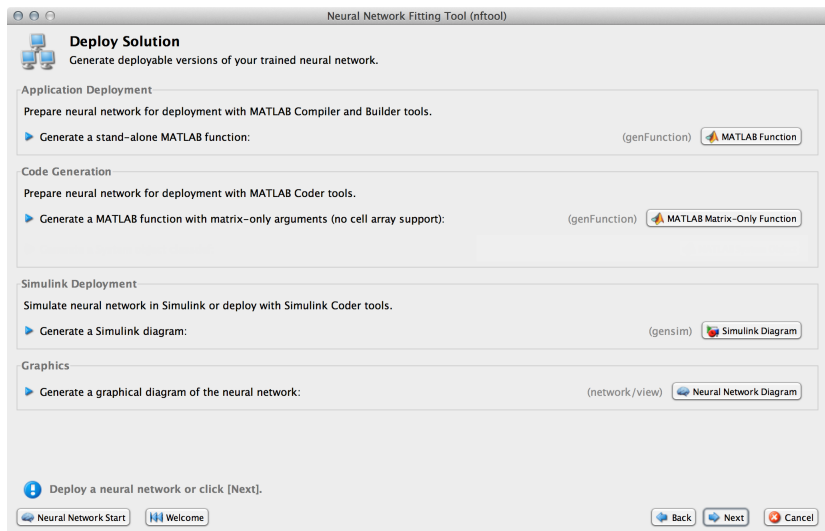 Neural Network Fitting Tool (nftool)
Deploy Solution
Generate deployable versions of your trained neural network.
Application Deployment
Prepare neural network for deployment with MATLAB Compiler and Builder tools.
Generate a stand-alone MATLAB function: (genFunction) MATLAB Function
Code Generation
Prepare neural network for deployment with MATLAB Coder tools.
Generate a MATLAB function with matrix-only arguments (no cell array support): (genFunction) MATLAB Matrix-Only Function
Simulink Deployment
Simulate neural network in Simulink or deploy with Simulink Coder tools.
Generate a Simulink diagram: (gensim) Simulink Diagram
Graphics
Generate a graphical diagram of the neural network: (network/view) Neural Network Diagram
Deploy a neural network or click [Next].
Neural Network Start Welcome Back Next Cancel